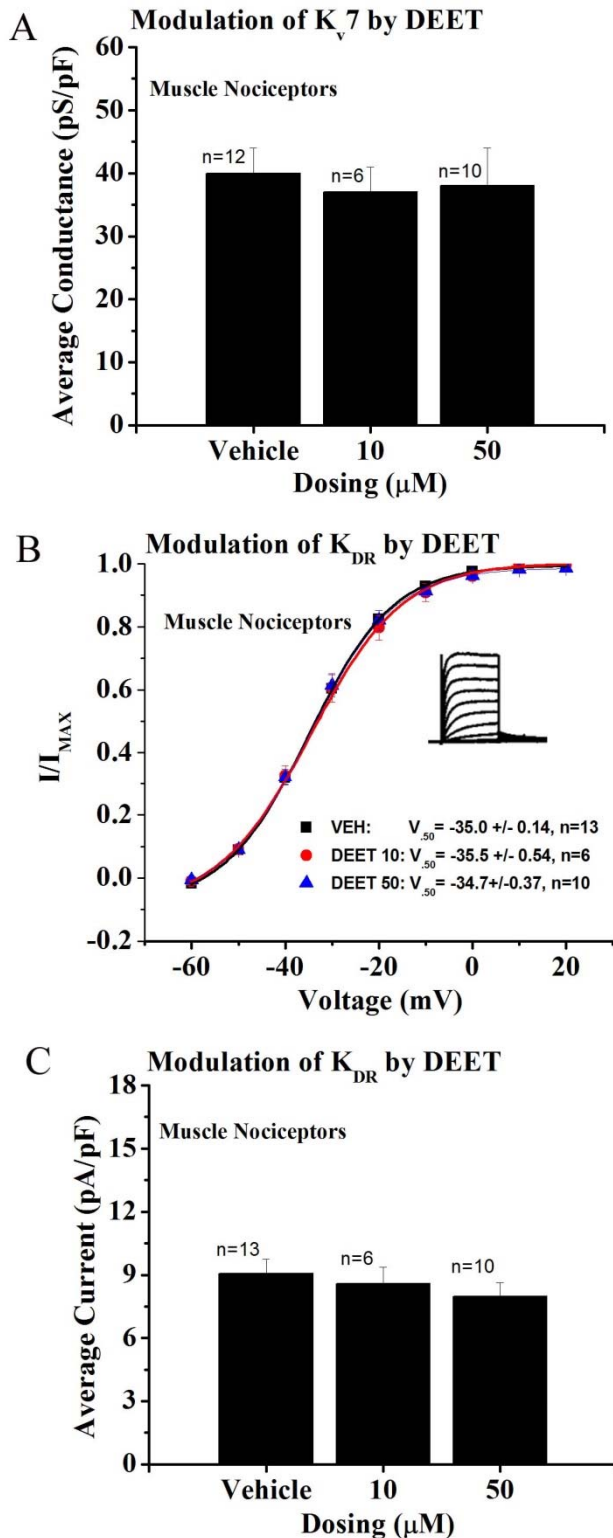 A
Modulation of Kv7 by DEET
60
50
40
30
20
10
0
Average Conductance (pS/pF)
Muscle Nociceptors
n=12
n=6
n=10
Vehicle 10 50
Dosing (μM)
B
Modulation of KDR by DEET
1.0
0.8
0.6
0.4
0.2
0.0
-0.2
I/IMAX
Muscle Nociceptors
VEH: V.50= -35.0 +/- 0.14, n=13
DEET 10: V.50= -35.5 +/- 0.54, n=6
DEET 50: V.50= -34.7+/-0.37, n=10
-60 -40 -20 0 20
Voltage (mV)
C
Modulation of KDR by DEET
18
15
12
9
6
3
0
Average Current (pA/pF)
Muscle Nociceptors
n=13
n=6
n=10
Vehicle 10 50
Dosing (μM)